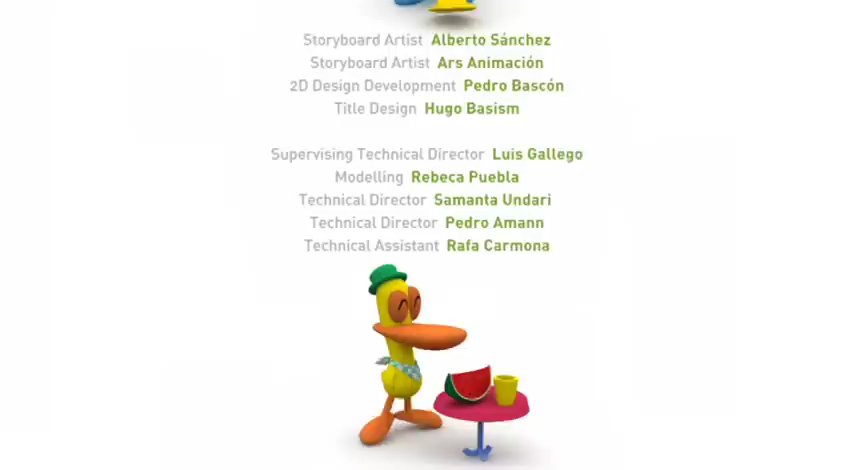 Storyboard Artist Alberto Sánchez
Storyboard Artist Ars Animación
2D Design Development Pedro Bascón
Title Design Hugo Basism
Supervising Technical Director Luis Gallego
Modelling Rebeca Puebla
Technical Director Samanta Undari
Technical Director Pedro Amann
Technical Assistant Rafa Carmona